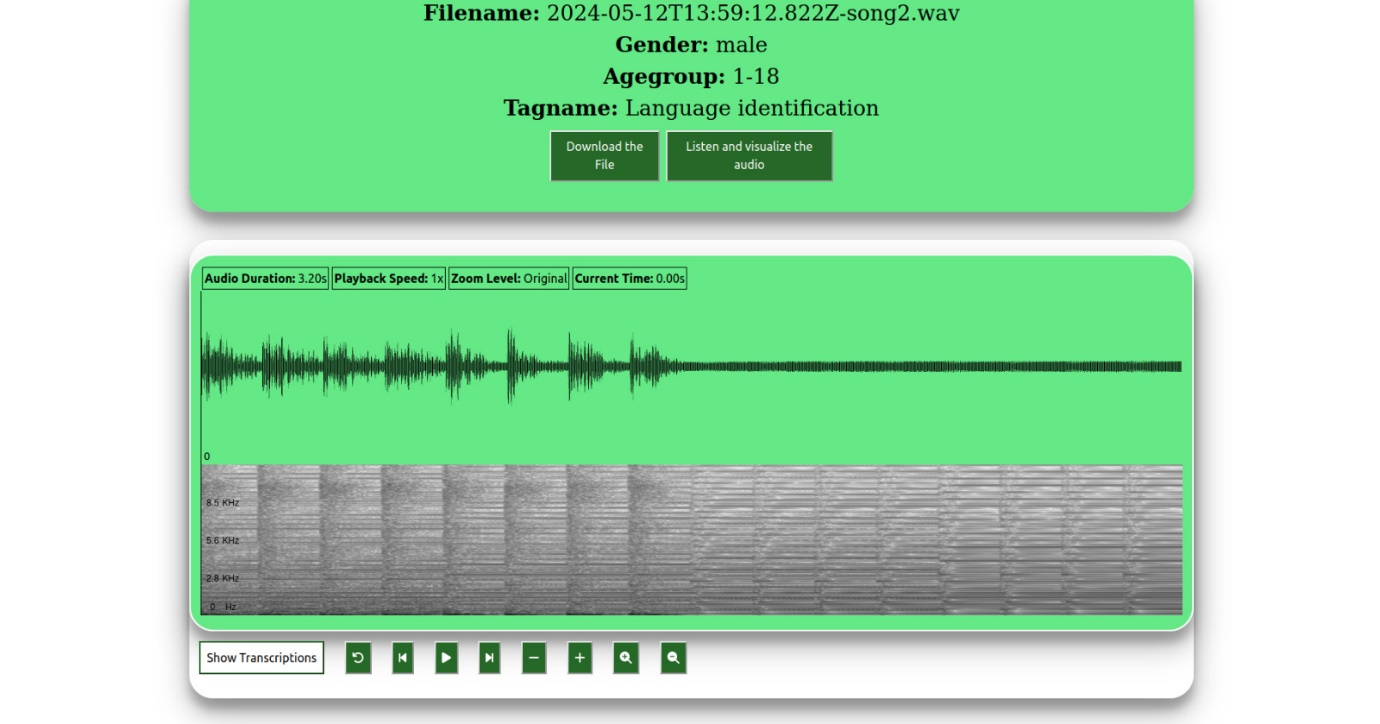 Filename: 2024-05-12T13:59:12.822Z-song2.wav
Gender: male
Agegroup: 1-18
Tagname: Language identification
Download the File
Listen and visualize the audio
Audio Duration: 3.20s Playback Speed: 1x Zoom Level: Original Current Time: 0.00s
0
8.5 KHz
5.6 KHz
2.8 KHz
0 Hz
Show Transcriptions